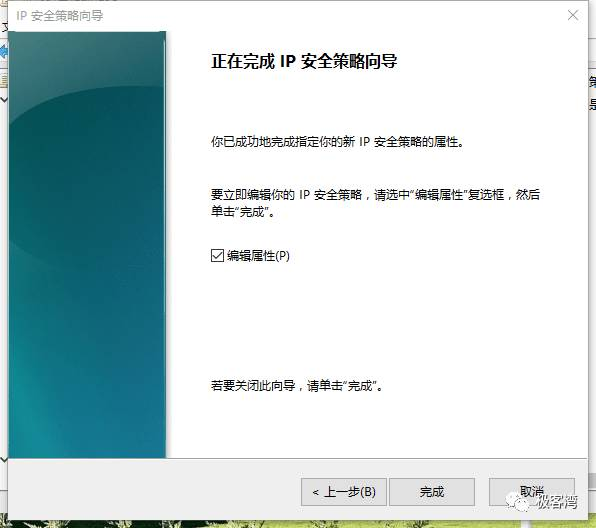 IP 安全策略向导
正在完成 IP 安全策略向导
你已成功地完成指定你的新 IP 安全策略的属性。
要立即编辑你的 IP 安全策略，请选中“编辑属性”复选框，然后
单击“完成”。
编辑属性(P)
若要关闭此向导，请单击“完成”。
< 上一步(B)
完成
取消
极客湾